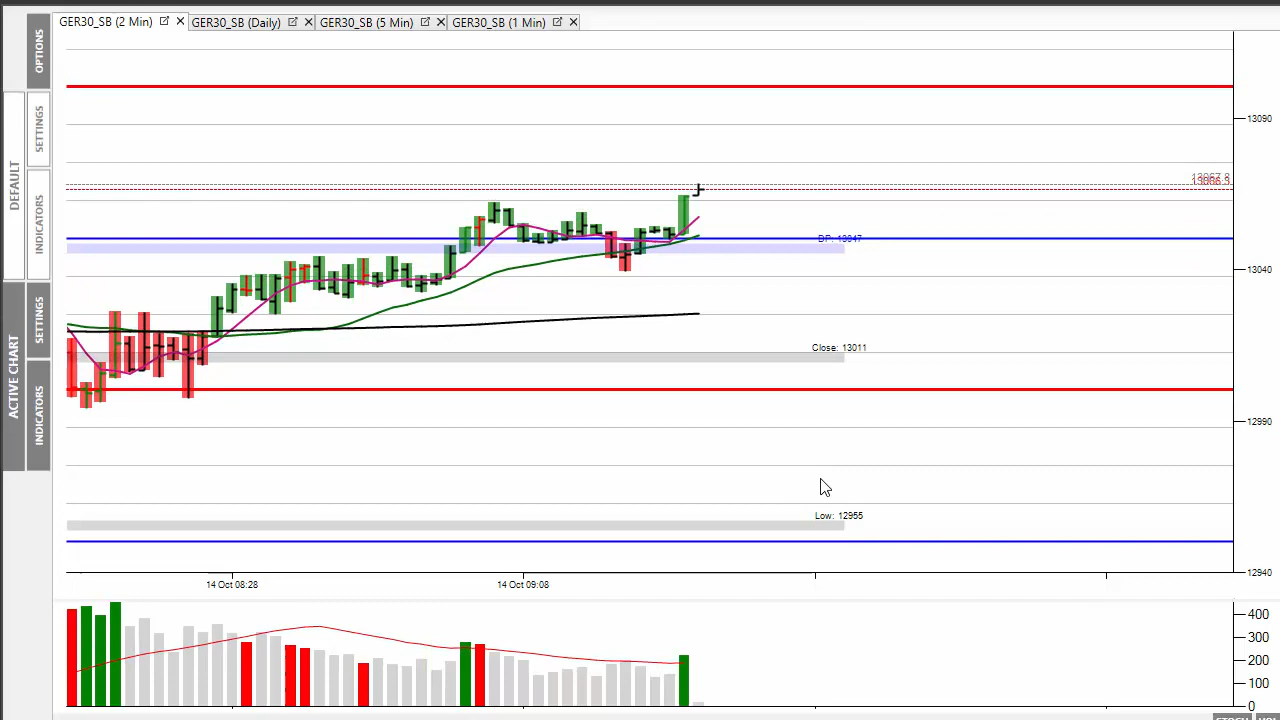 GER30_SB (2 Min)
GER30_SB (Daily)
GER30_SB (5 Min)
GER30_SB (1 Min)
OPTIONS
SETTINGS
DEFAULT
INDICATORS
SETTINGS
ACTIVE CHART
INDICATORS
13090
13040
12990
12940
13047
Close: 13011
Low: 12955
14 Oct 08:28
14 Oct 09:08
400
300
200
100
0